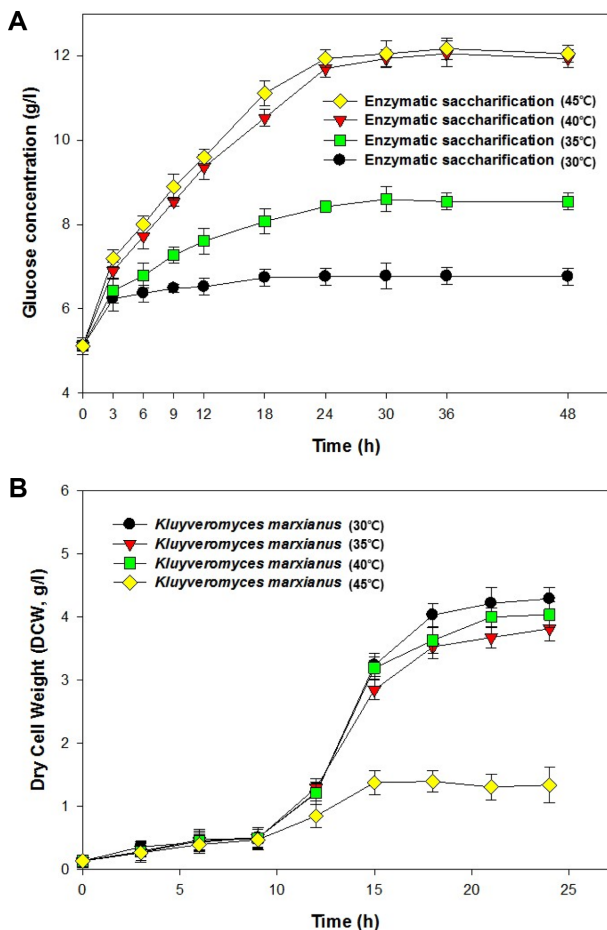 A
Glucose concentration (g/l)
12
10
8
6
4
Enzymatic saccharification (45℃)
Enzymatic saccharification (40℃)
Enzymatic saccharification (35℃)
Enzymatic saccharification (30℃)
0 3 6 9 12 18 24 30 36 48
Time (h)
B
Dry Cell Weight (DCW, g/l)
6
5
4
3
2
1
0
Kluyveromyces marxianus (30℃)
Kluyveromyces marxianus (35℃)
Kluyveromyces marxianus (40℃)
Kluyveromyces marxianus (45℃)
0 5 10 15 20 25
Time (h)